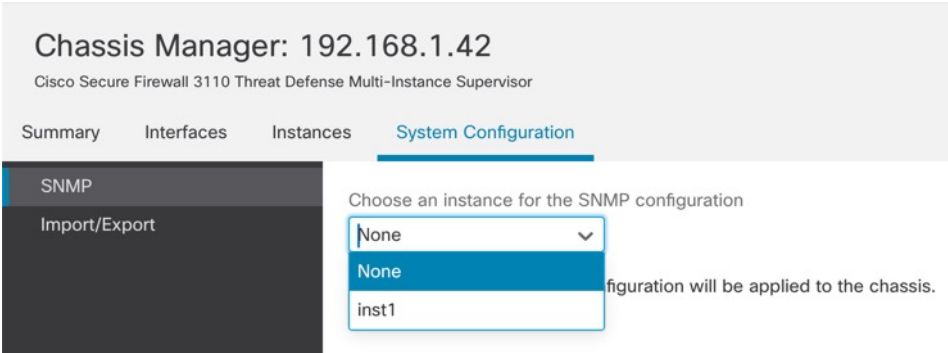 Chassis Manager: 192.168.1.42
Cisco Secure Firewall 3110 Threat Defense Multi-Instance Supervisor
Summary Interfaces Instances System Configuration
SNMP
Import/Export
Choose an instance for the SNMP configuration
None
None
figuration will be applied to the chassis.
inst1